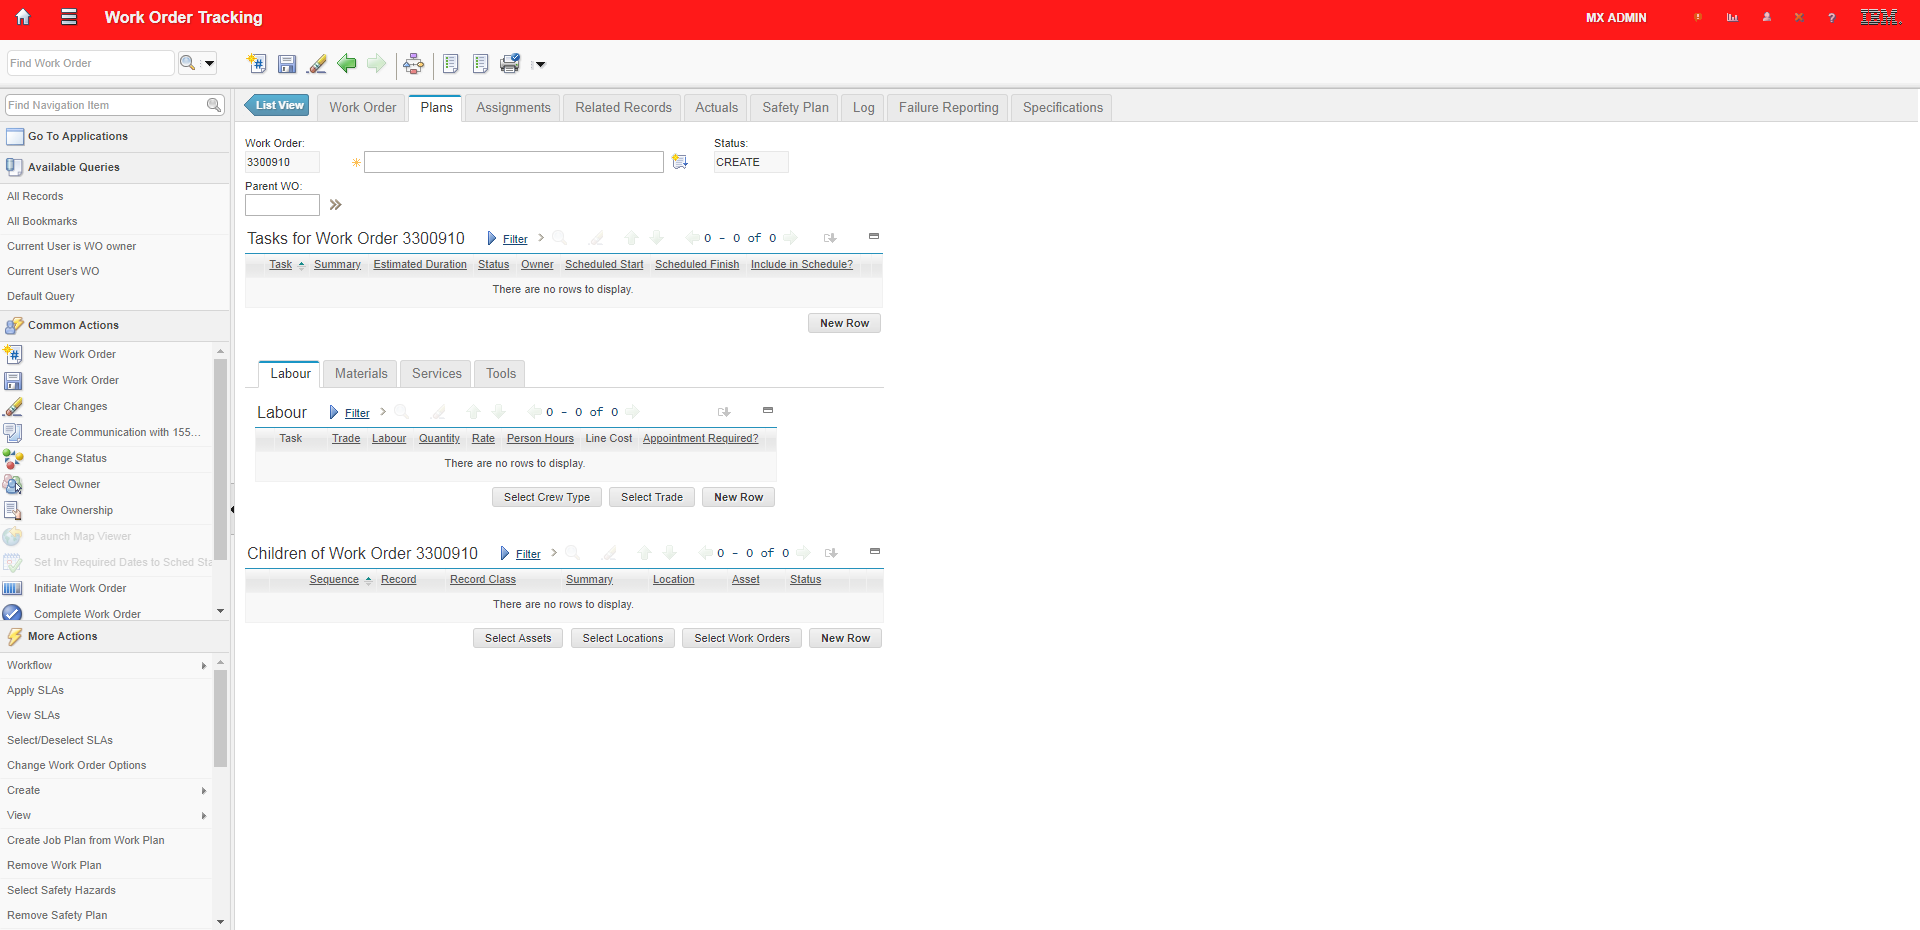 Work Order Tracking
MX ADMIN
IBM.
Find Work Order
Find Navigation Item
Go To Applications
Available Queries
All Records
All Bookmarks
Current User is WO owner
Current User's WO
Default Query
Common Actions
New Work Order
Save Work Order
Clear Changes
Create Communication with 155...
Change Status
Select Owner
Take Ownership
Launch Map Viewer
Set Inv Required Dates to Sched Sta
Initiate Work Order
Complete Work Order
More Actions
Workflow
Apply SLAs
View SLAs
Select/Deselect SLAs
Change Work Order Options
Create
View
Create Job Plan from Work Plan
Remove Work Plan
Select Safety Hazards
Remove Safety Plan
List View Work Order Plans Assignments Related Records Actuals Safety Plan Log Failure Reporting Specifications
Work Order: Status:
3300910 CREATE
Parent WO:
Tasks for Work Order 3300910 Filter 0 - 0 of 0
Task Summary Estimated Duration Status Owner Scheduled Start Scheduled Finish Include in Schedule?
There are no rows to display.
New Row
Labour Materials Services Tools
Labour Filter 0 - 0 of 0
Task Trade Labour Quantity Rate Person Hours Line Cost Appointment Required?
There are no rows to display.
Select Crew Type Select Trade New Row
Children of Work Order 3300910 Filter 0 - 0 of 0
Sequence Record Record Class Summary Location Asset Status
There are no rows to display.
Select Assets Select Locations Select Work Orders New Row